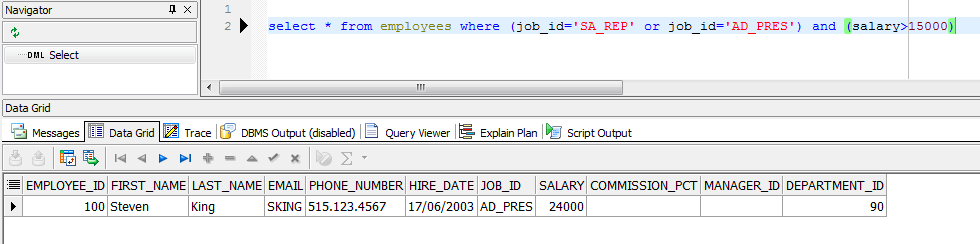 Navigator
DML Select
1
2 select * from employees where (job_id='SA_REP' or job_id='AD_PRES') and (salary>15000)
Data Grid
Messages Data Grid Trace DBMS Output (disabled) Query Viewer Explain Plan Script Output
EMPLOYEE_ID FIRST_NAME LAST_NAME EMAIL PHONE_NUMBER HIRE_DATE JOB_ID SALARY COMMISSION_PCT MANAGER_ID DEPARTMENT_ID
100 Steven King SKING 515.123.4567 17/06/2003 AD_PRES 24000 90